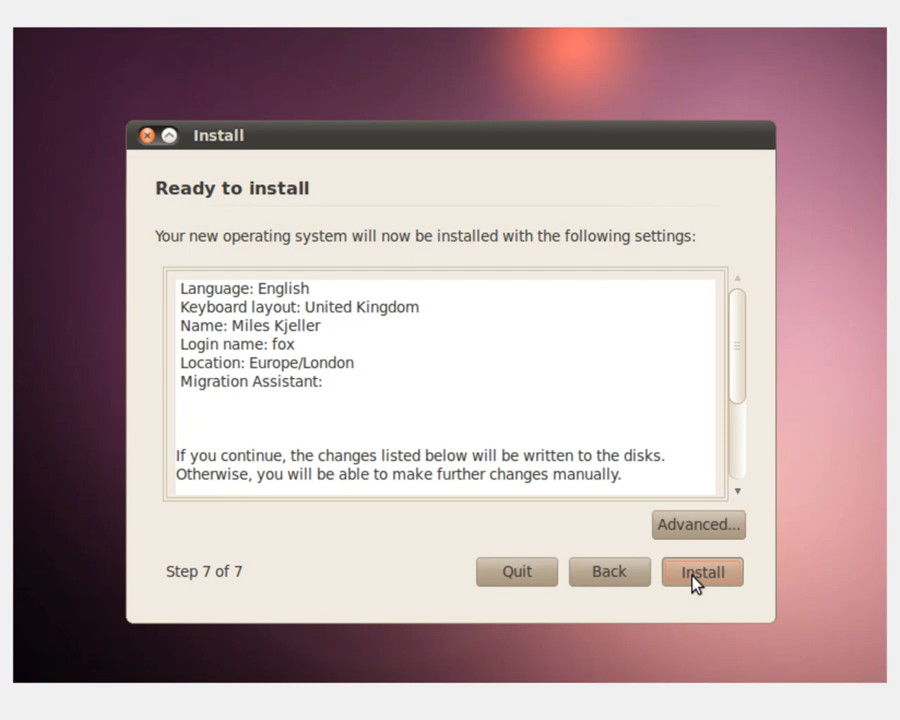 Install
Ready to install
Your new operating system will now be installed with the following settings:
Language: English
Keyboard layout: United Kingdom
Name: Miles Kjeller
Login name: fox
Location: Europe/London
Migration Assistant:
If you continue, the changes listed below will be written to the disks.
Otherwise, you will be able to make further changes manually.
Advanced...
Step 7 of 7
Quit
Back
Install